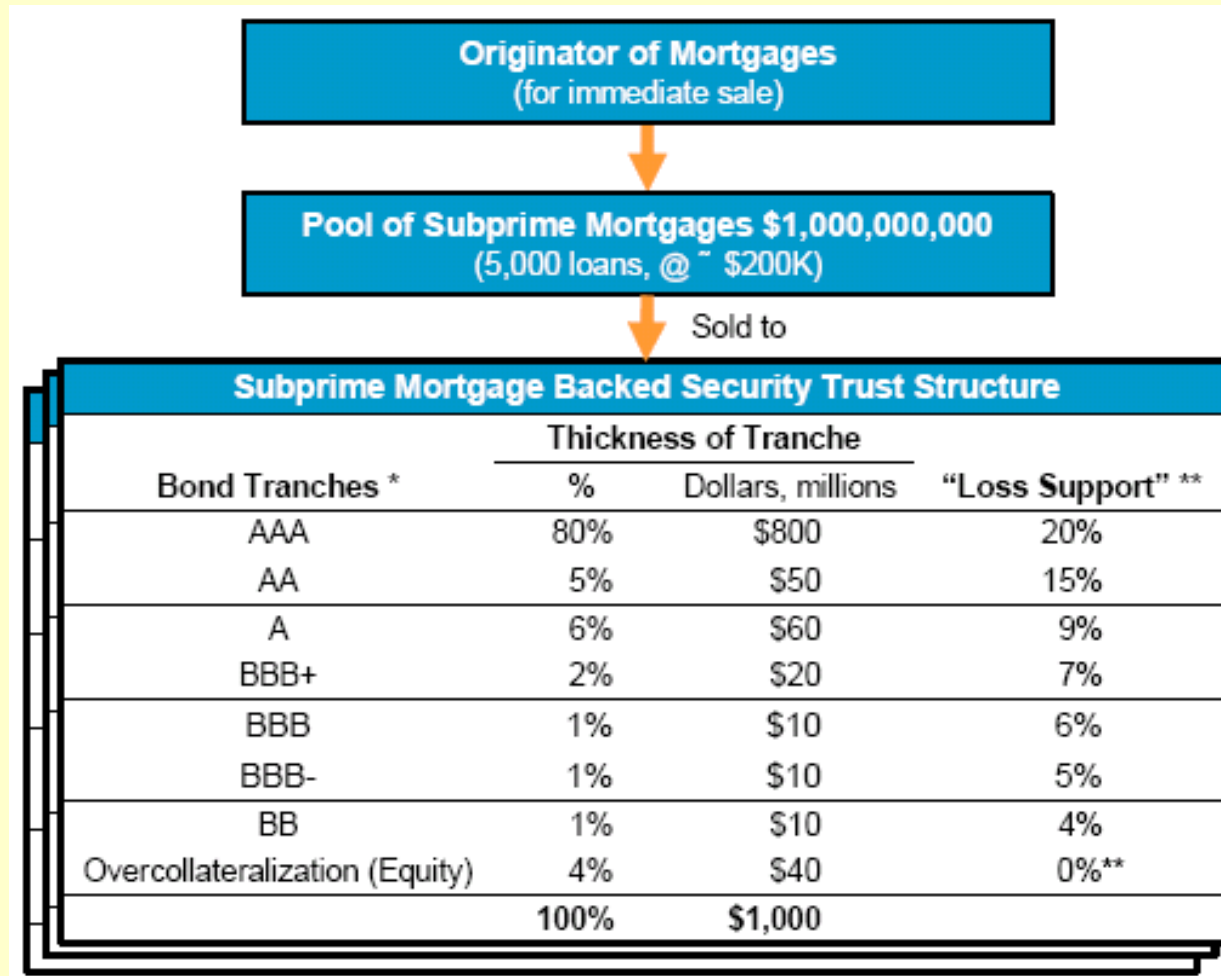 Originator of Mortgages
(for immediate sale)
Pool of Subprime Mortgages $1,000,000,000
(5,000 loans, @ ~ $200K)
Sold to
Subprime Mortgage Backed Security Trust Structure
Thickness of Tranche
Bond Tranches * % Dollars, millions “Loss Support” **
AAA 80% $800 20%
AA 5% $50 15%
A 6% $60 9%
BBB+ 2% $20 7%
BBB 1% $10 6%
BBB- 1% $10 5%
BB 1% $10 4%
Overcollateralization (Equity) 4% $40 0%**
100% $1,000